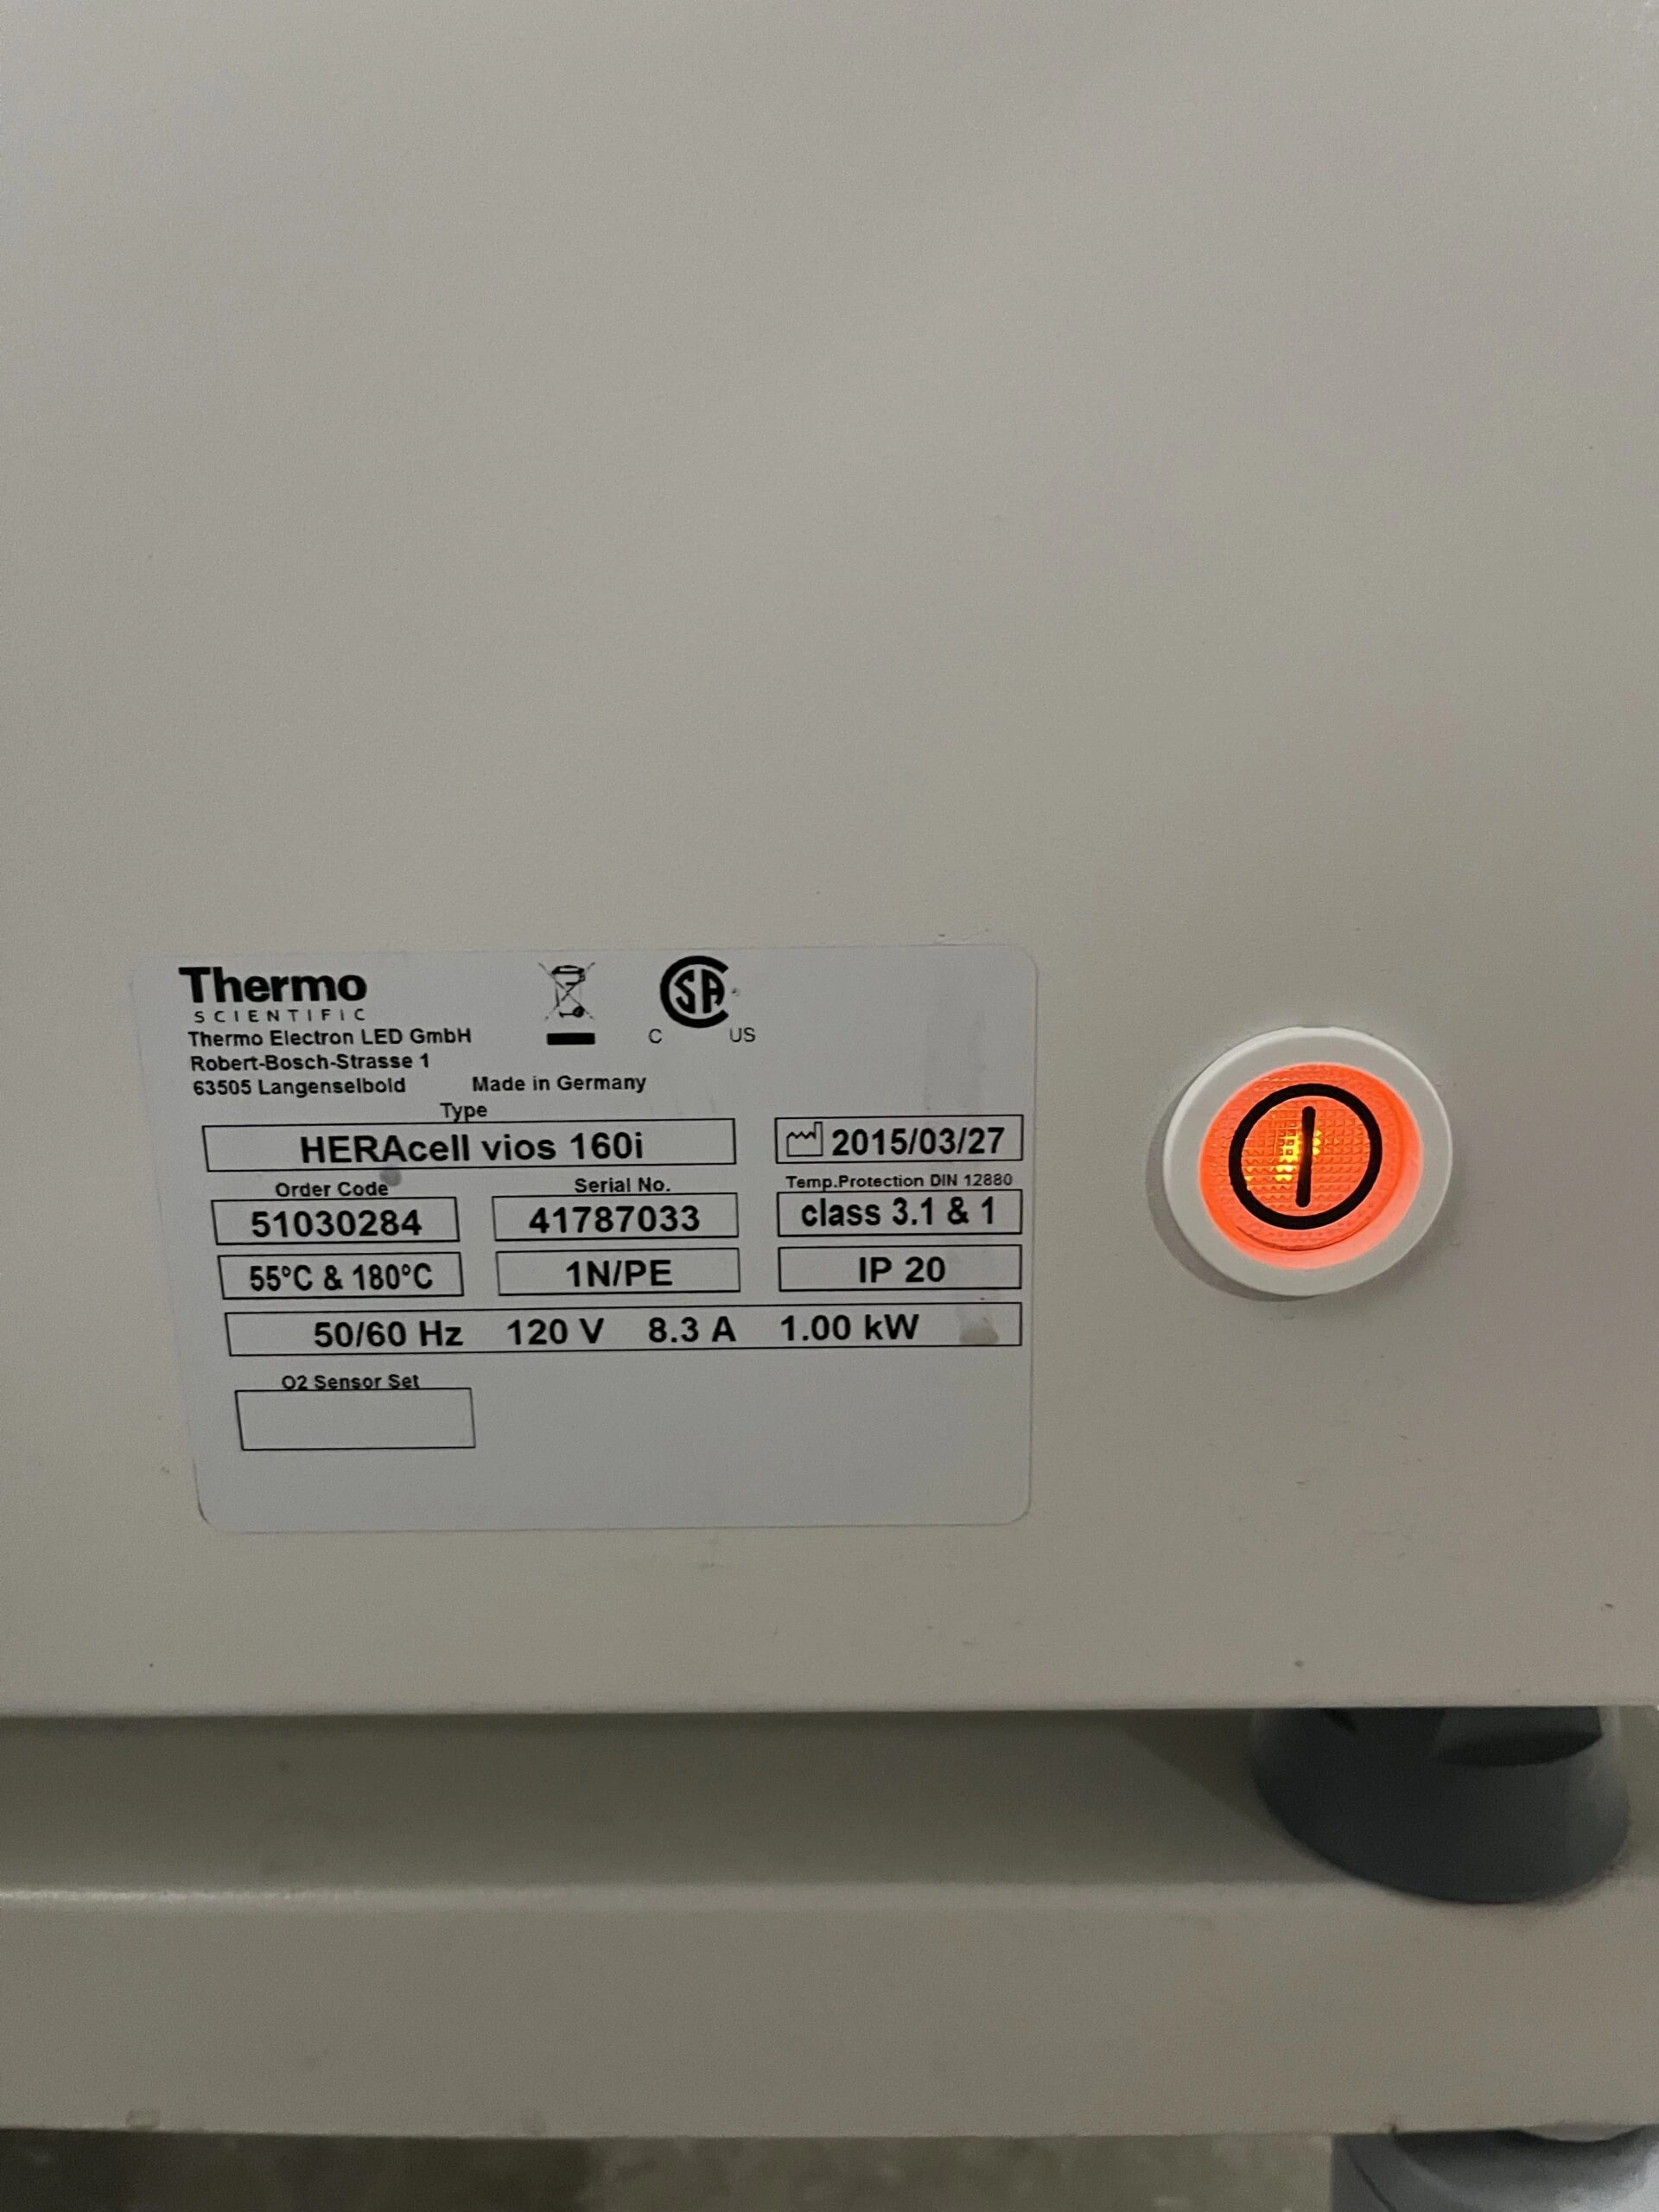 Thermo
SCIENTIFIC
Thermo Electron LED GmbH
Robert-Bosch-Strasse 1
63505 Langenselbold Made in Germany
CSA
C US
Type
HERAcell vios 160i
2015/03/27
Order Code Serial No. Temp.Protection DIN 12880
51030284 41787033 class 3.1 & 1
55°C & 180°C 1N/PE IP 20
50/60 Hz 120 V 8.3 A 1.00 kW
O2 Sensor Set